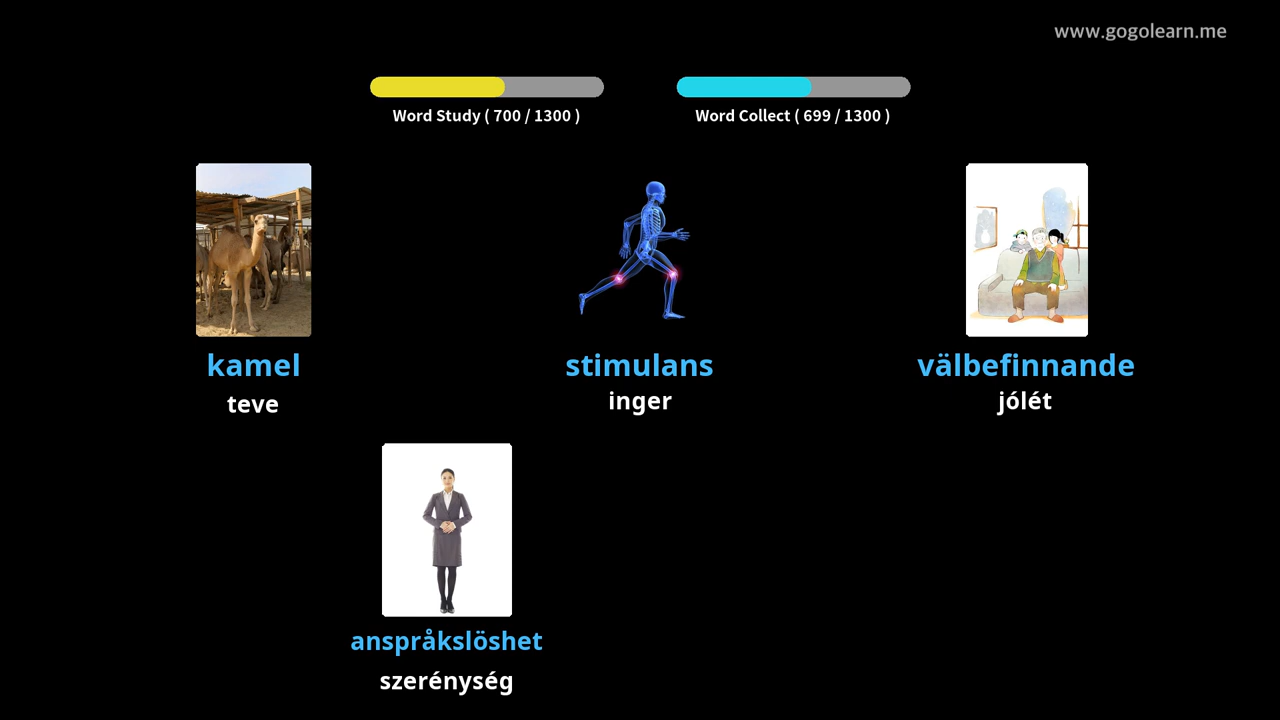 www.gogolearn.me
Word Study ( 700 / 1300 )
Word Collect ( 699 / 1300 )
kamel
teve
stimulans
inger
välbefinnande
jólét
anspråkslöshet
szerénység